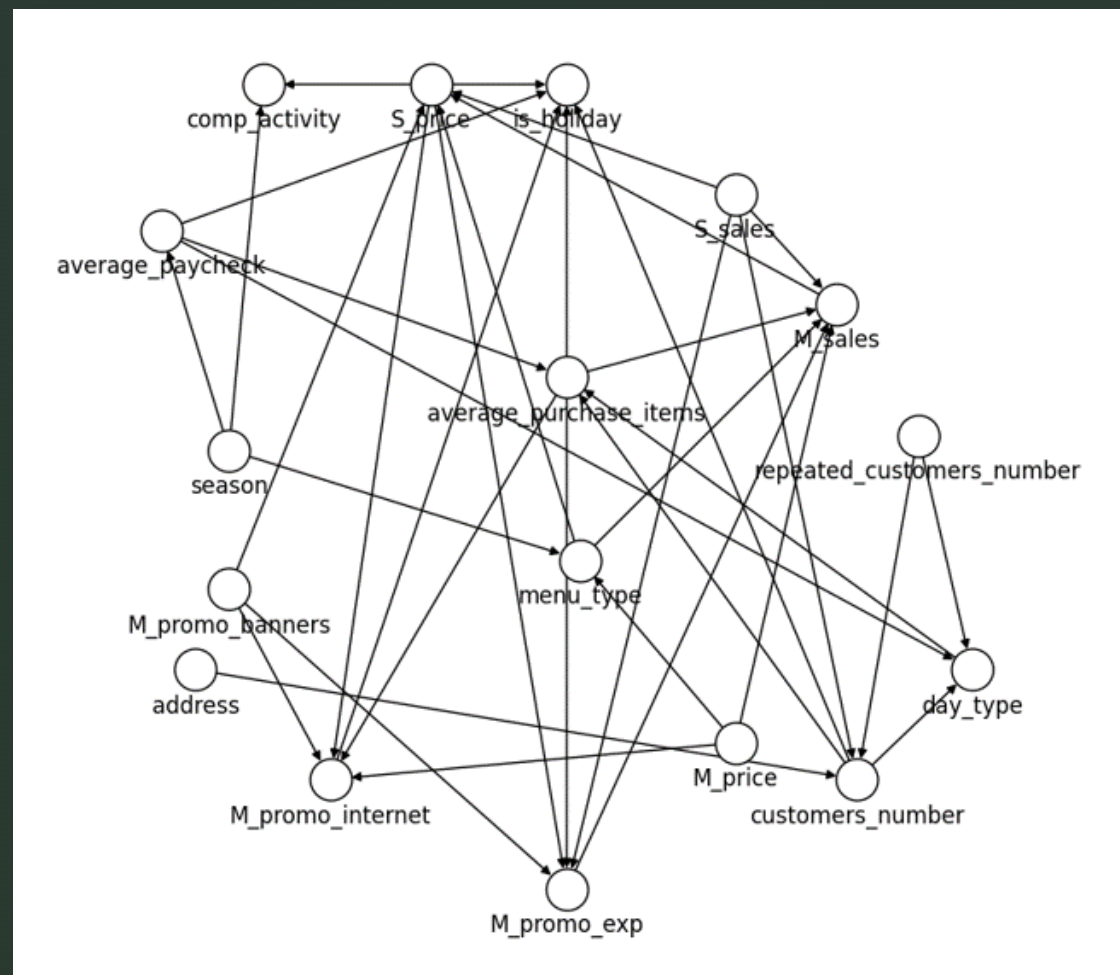 comp_activity
S_price
is_holiday
S_sales
average_paycheck
M_sales
average_purchase_items
repeated_customers_number
season
menu_type
M_promo_banners
address
day_type
M_price
M_promo_internet
customers_number
M_promo_exp